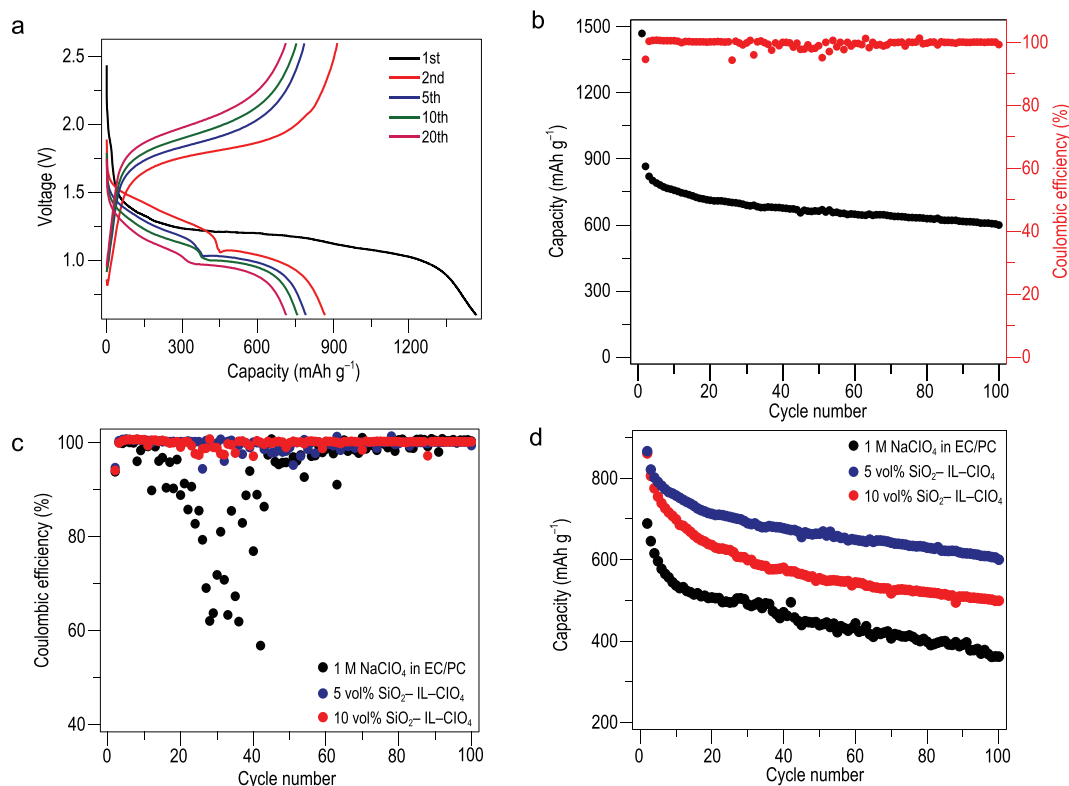 a
2.5
2.0
1.5
1.0
Voltage (V)
1st
2nd
5th
10th
20th
0
300
600
900
1200
Capacity (mAh g⁻¹)
b
1500
1200
900
600
300
0
Capacity (mAh g⁻¹)
100
80
60
40
20
0
Coulombic efficiency (%)
0
20
40
60
80
100
Cycle number
c
100
80
60
40
Coulombic efficiency (%)
1 M NaClO₄ in EC/PC
5 vol% SiO₂– IL–ClO₄
10 vol% SiO₂– IL–ClO₄
0
20
40
60
80
100
Cycle number
d
800
600
400
200
Capacity (mAh g⁻¹)
1 M NaClO₄ in EC/PC
5 vol% SiO₂– IL–ClO₄
10 vol% SiO₂– IL–ClO₄
0
20
40
60
80
100
Cycle number